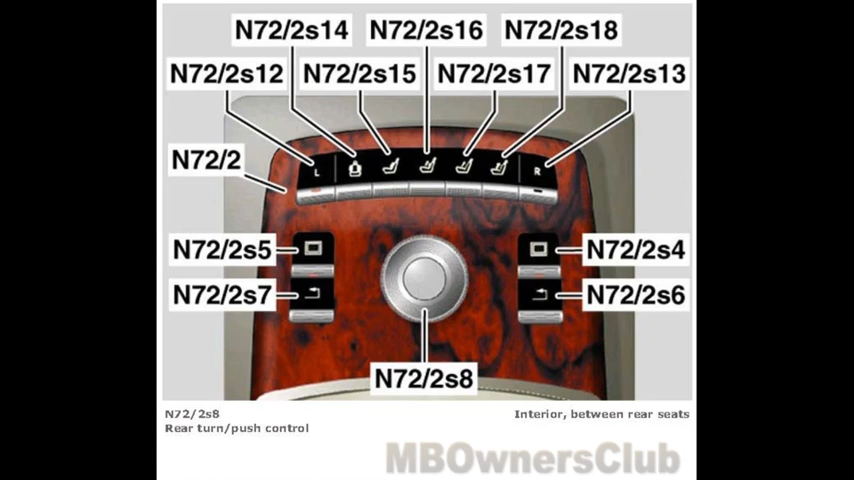 N72/2s14 N72/2s16 N72/2s18
N72/2s12 N72/2s15 N72/2s17 N72/2s13
N72/2
L R
N72/2s5 N72/2s4
N72/2s7 N72/2s6
N72/2s8
N72/2s8 Interior, between rear seats
Rear turn/push control
MBOwnersClub